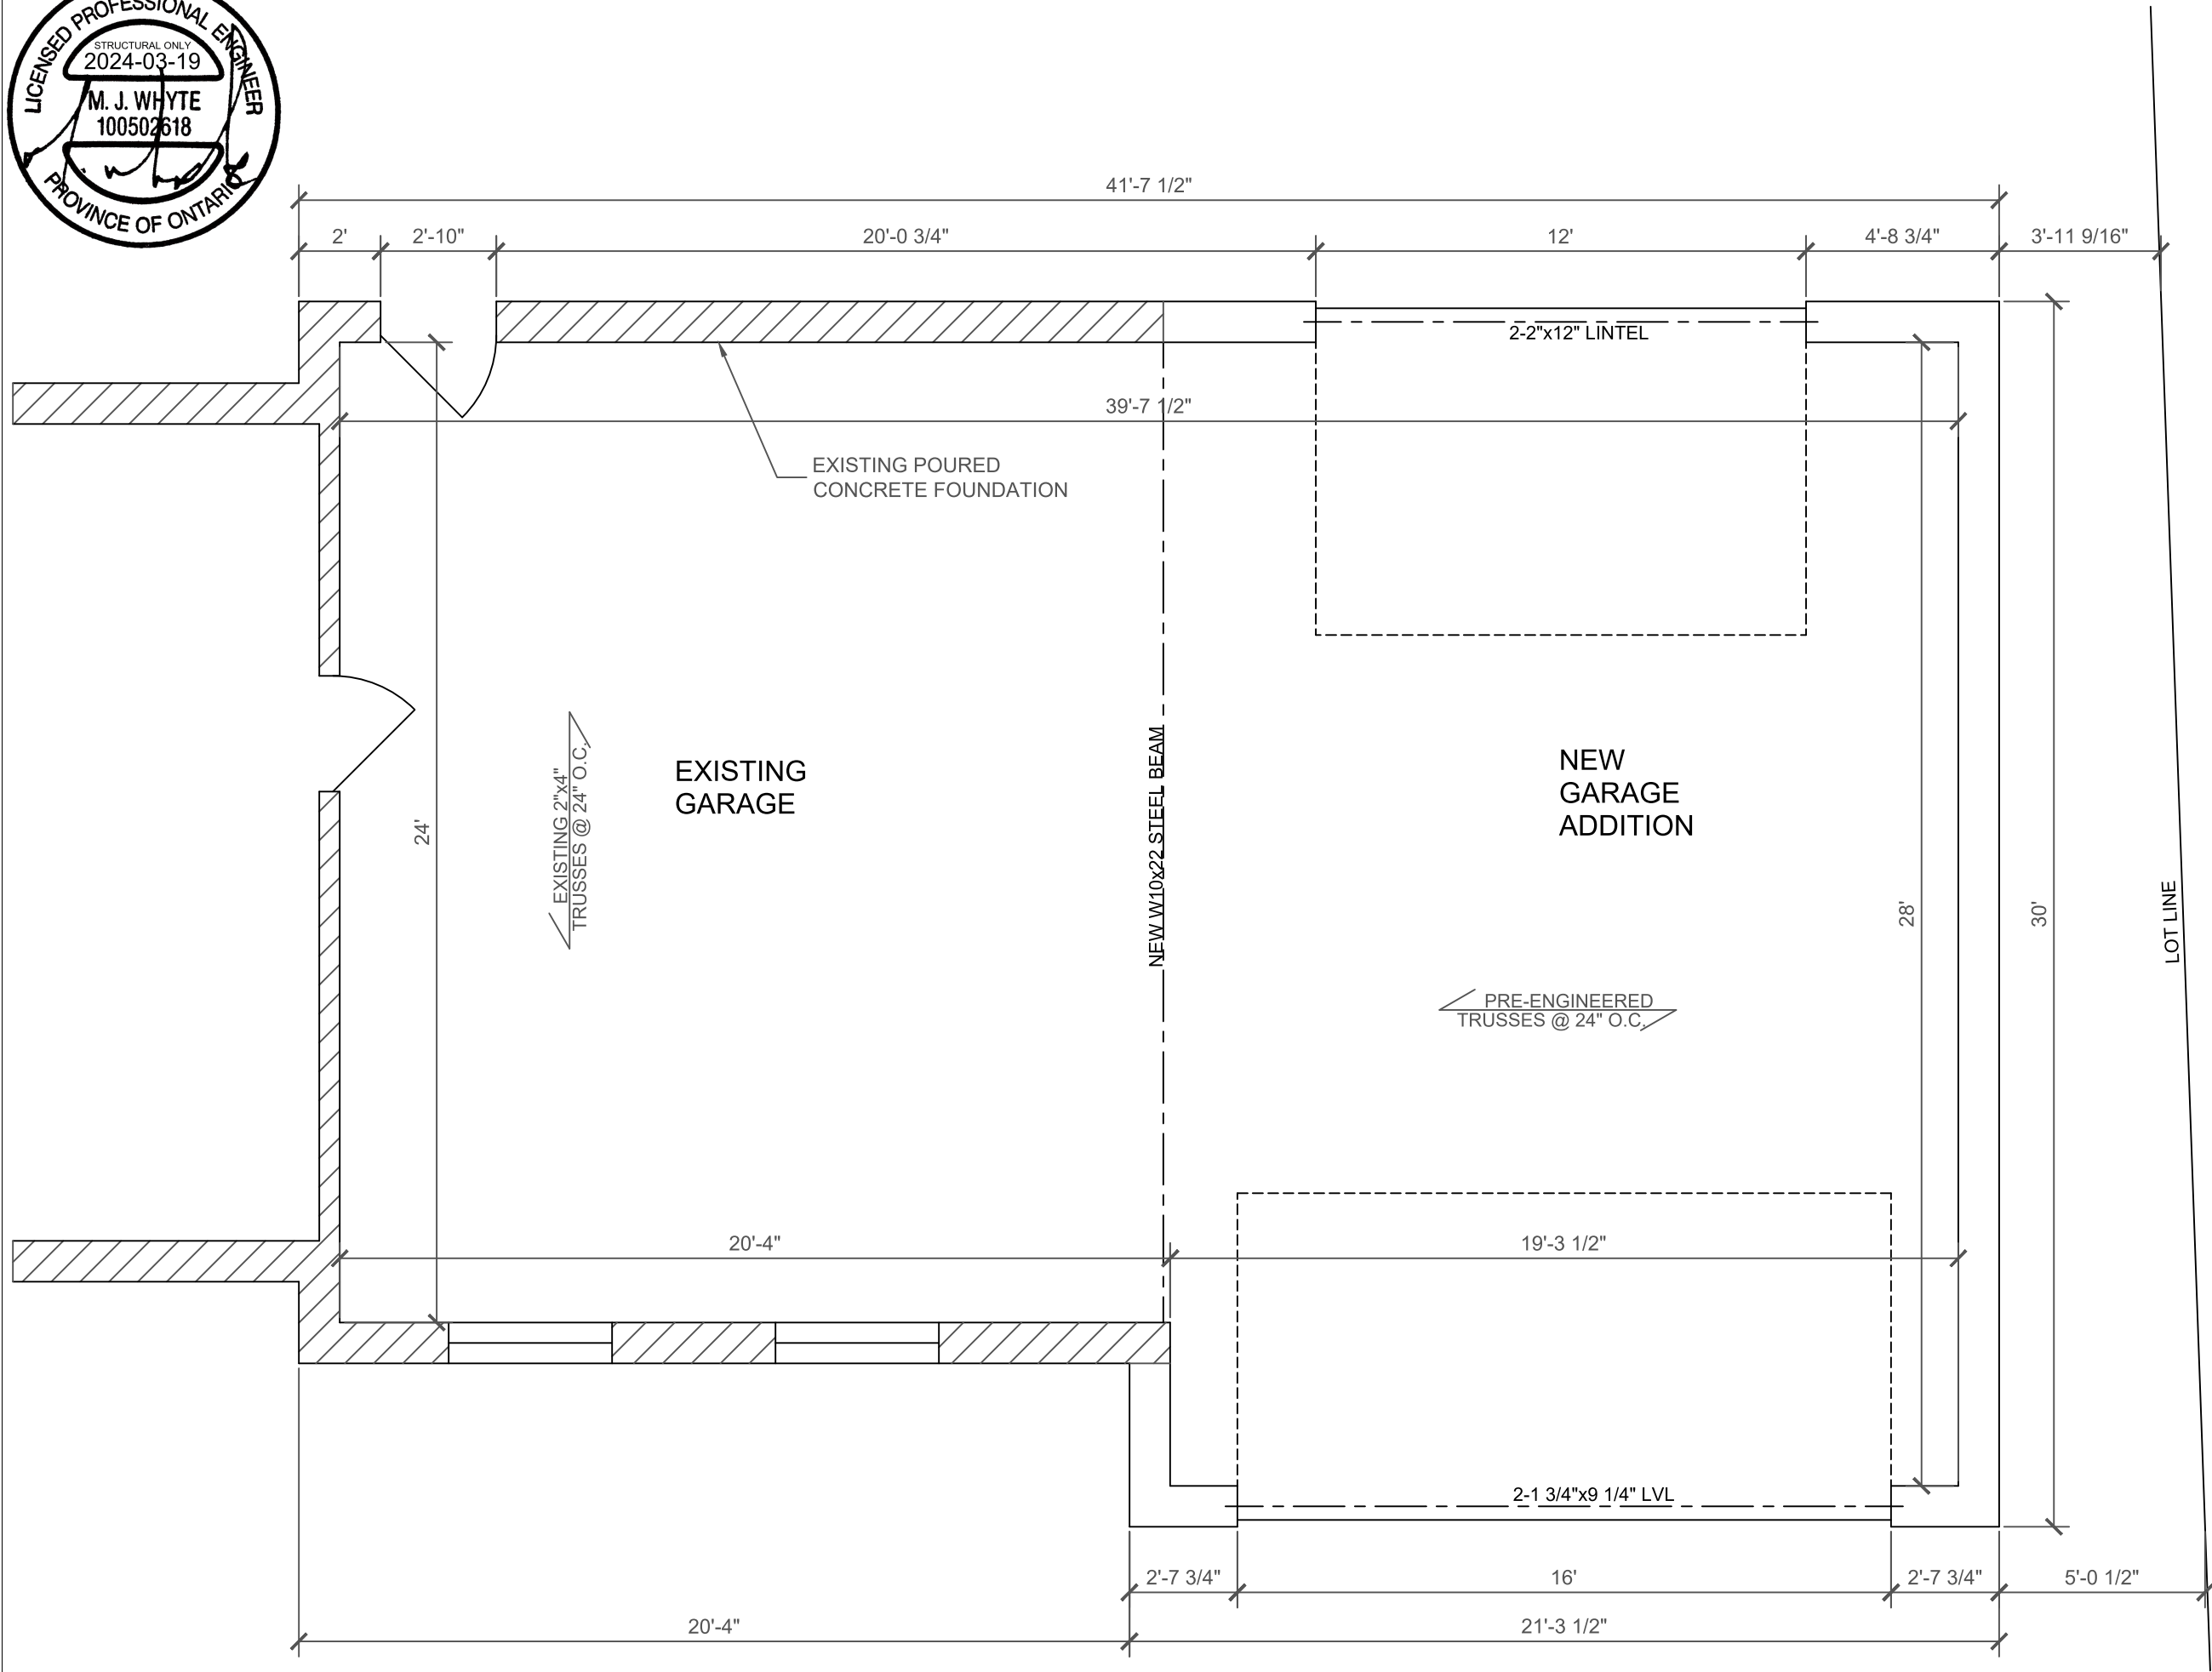 LICENSED PROFESSIONAL ENGINEER
STRUCTURAL ONLY
2024-03-19
M. J. WHYTE
100502618
PROVINCE OF ONTARIO
41'-7 1/2"
2'
2'-10"
20'-0 3/4"
12'
4'-8 3/4"
3'-11 9/16"
2-2"x12" LINTEL
39'-7 1/2"
EXISTING POURED
CONCRETE FOUNDATION
24'
EXISTING 2"x4"
TRUSSES @ 24" O.C.
EXISTING
GARAGE
NEW W10x22 STEEL BEAM
NEW
GARAGE
ADDITION
28'
30'
LOT LINE
PRE-ENGINEERED
TRUSSES @ 24" O.C.
20'-4"
19'-3 1/2"
2-1 3/4"x9 1/4" LVL
2'-7 3/4"
16'
2'-7 3/4"
5'-0 1/2"
20'-4"
21'-3 1/2"